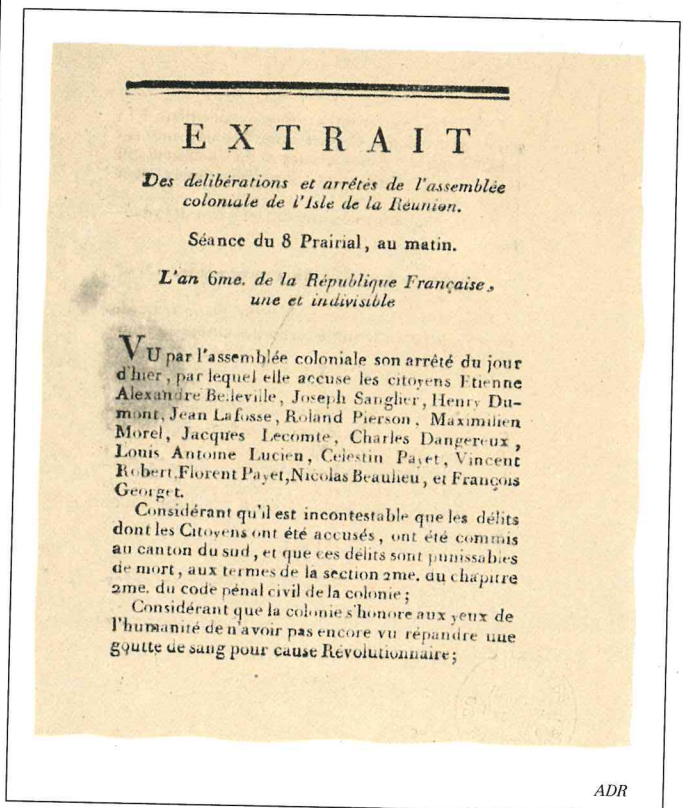 EXTRAIT
Des delibérations et arrêtés de l'assemblée
coloniale de l'Isle de la Réunion.
Séance du 8 Prairial, au matin.
L'an 6me. de la République Française,
une et indivisible
VU par l'assemblée coloniale son arrêté du jour
d'hier, par lequel elle accuse les citoyens Etienne
Alexandre Belleville, Joseph Sanglier, Henry Du-
mont, Jean Lafosse, Roland Pierson, Maximilien
Morel, Jacques Lecomte, Charles Dangereux,
Louis Antoine Lucien, Celestin Payet, Vincent
Robert, Florent Payet, Nicolas Beaulieu, et François
Georget.
Considérant qu'il est incontestable que les délits
dont les Citoyens ont été accusés, ont été commis
au canton du sud, et que ces délits sont punissables
de mort, aux termes de la section 2me. du chapitre
2me. du code pénal civil de la colonie;
Considérant que la colonie s'honore aux yeux de
l'humanité de n'avoir pas encore vu répandre une
goutte de sang pour cause Révolutionnaire;
ADR